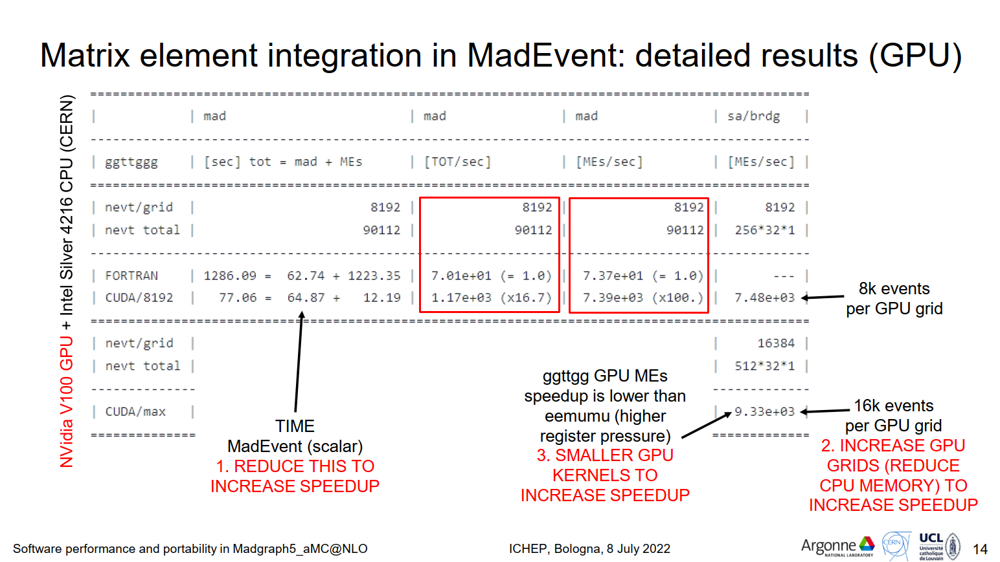 Matrix element integration in MadEvent: detailed results (GPU)
NVidia V100 GPU + Intel Silver 4216 CPU (CERN)
===============================================================================================
|            | mad                        | mad               | mad               | sa/brdg   |
-----------------------------------------------------------------------------------------------
| ggttggg    | [sec] tot = mad + MEs      | [TOT/sec]         | [MEs/sec]         | [MEs/sec] |
===============================================================================================
| nevt/grid  |                       8192 |              8192 |              8192 |      8192 |
| nevt total |                      90112 |             90112 |             90112 |  256*32*1 |
-----------------------------------------------------------------------------------------------
| FORTRAN    | 1286.09 =  62.74 + 1223.35 |  7.01e+01 (= 1.0) |  7.37e+01 (= 1.0) |       --- |
| CUDA/8192  |   77.06 =  64.87 +   12.19 |  1.17e+03 (x16.7) |  7.39e+03 (x100.) |  7.48e+03 |
===============================================================================================
8k events
per GPU grid
| nevt/grid  |                                                                    |     16384 |
| nevt total |                                                                    |  512*32*1 |
--------------                                                                    -------------
| CUDA/max   |                                                                    |  9.33e+03 |
==============                                                                    =============
TIME
MadEvent (scalar)
1. REDUCE THIS TO
INCREASE SPEEDUP
ggttgg GPU MEs
speedup is lower than
eemumu (higher
register pressure)
3. SMALLER GPU
KERNELS TO
INCREASE SPEEDUP
16k events
per GPU grid
2. INCREASE GPU
GRIDS (REDUCE
CPU MEMORY) TO
INCREASE SPEEDUP
Software performance and portability in Madgraph5_aMC@NLO
ICHEP, Bologna, 8 July 2022
Argonne
NATIONAL LABORATORY
CERN
UCL
Université
catholique
de Louvain
14